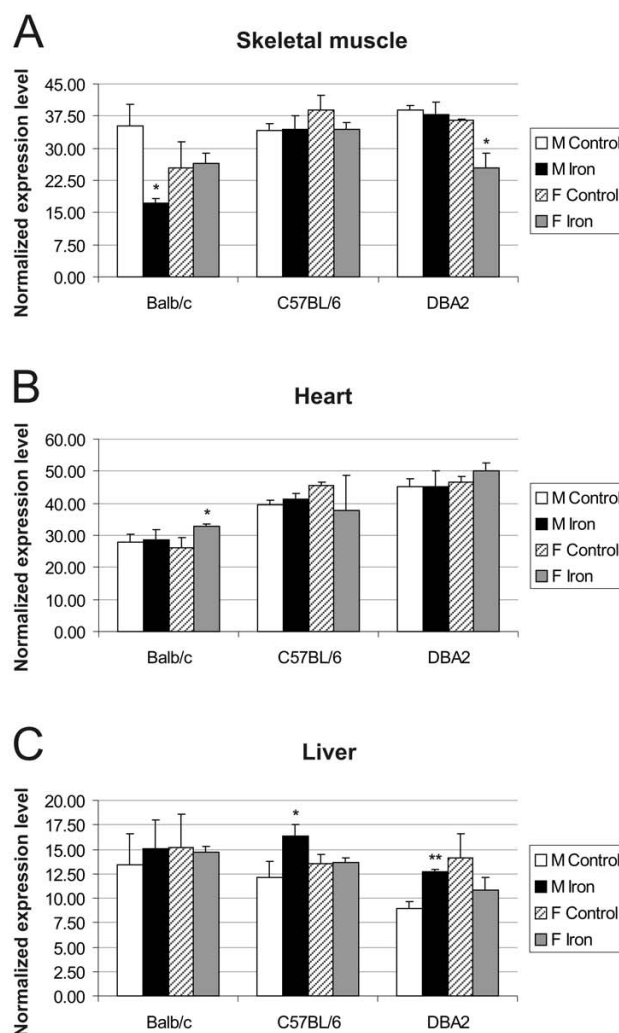 A
Skeletal muscle
Normalized expression level
45.00
37.50
30.00
22.50
15.00
7.50
0.00
*
*
Balb/c
C57BL/6
DBA2
M Control
M Iron
F Control
F Iron
B
Heart
Normalized expression level
60.00
50.00
40.00
30.00
20.00
10.00
0.00
*
Balb/c
C57BL/6
DBA2
M Control
M Iron
F Control
F Iron
C
Liver
Normalized expression level
20.00
17.50
15.00
12.50
10.00
7.50
5.00
2.50
0.00
*
**
Balb/c
C57BL/6
DBA2
M Control
M Iron
F Control
F Iron